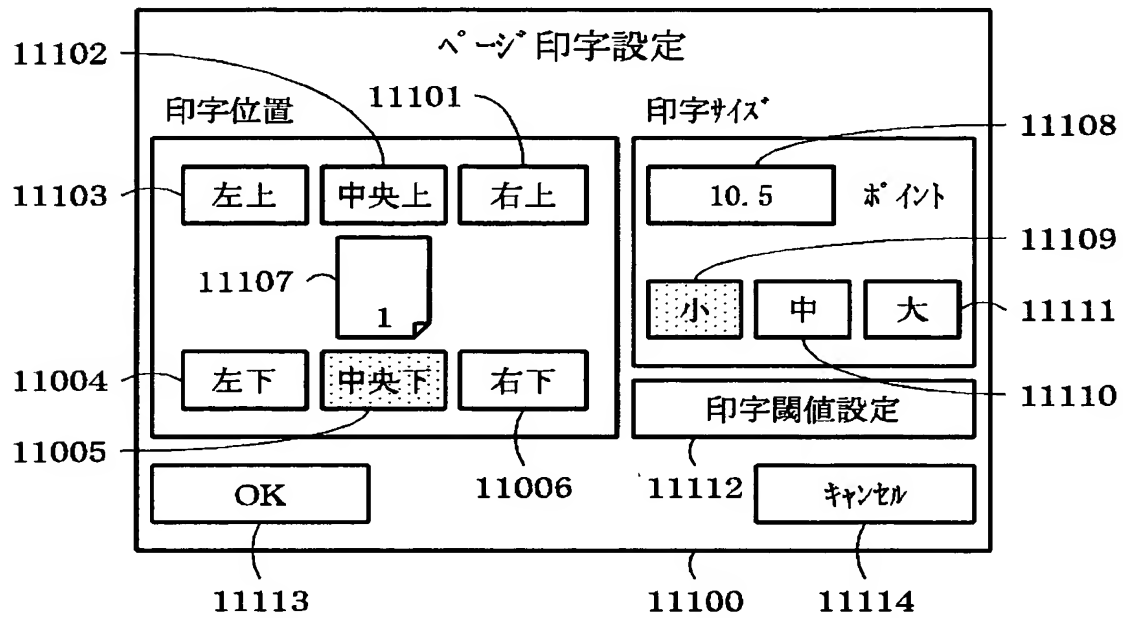 ページ印字設定
11102
11101
印字位置
印字サイズ
11108
11103
左上
中央上
右上
10.5
ポイント
11109
11107
1
小
中
大
11111
11004
左下
中央下
右下
11110
印字閾値設定
11005
11006
11112
OK
キャンセル
11113
11100
11114